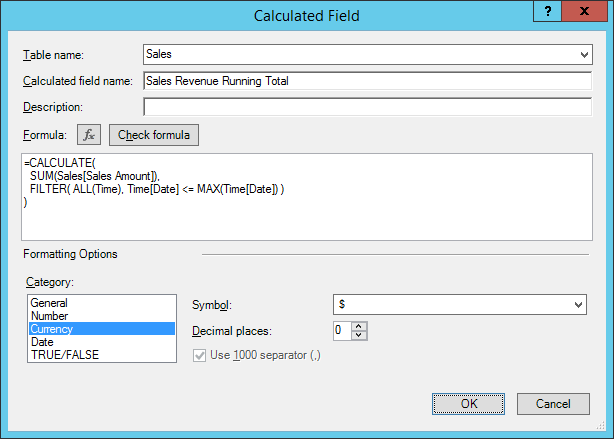 Calculated Field
?
Table name: Sales
Calculated field name: Sales Revenue Running Total
Description:
Formula: fx Check formula
=CALCULATE(
SUM(Sales[Sales Amount]),
FILTER( ALL(Time), Time[Date] <= MAX(Time[Date]) )
)
Formatting Options
Category:
General
Number
Currency
Date
TRUE/FALSE
Symbol: $
Decimal places: 0
Use 1000 separator (,)
OK Cancel